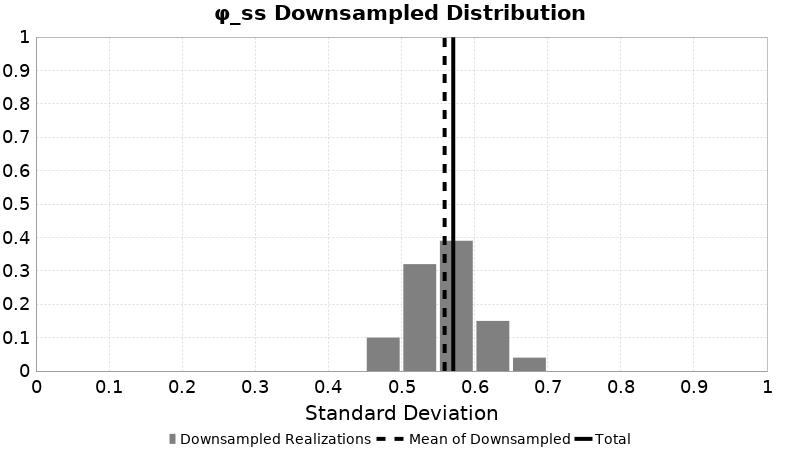 φ_ss Downsampled Distribution
1
0.9
0.8
0.7
0.6
0.5
0.4
0.3
0.2
0.1
0
0 0.1 0.2 0.3 0.4 0.5 0.6 0.7 0.8 0.9 1
Standard Deviation
Downsampled Realizations Mean of Downsampled Total